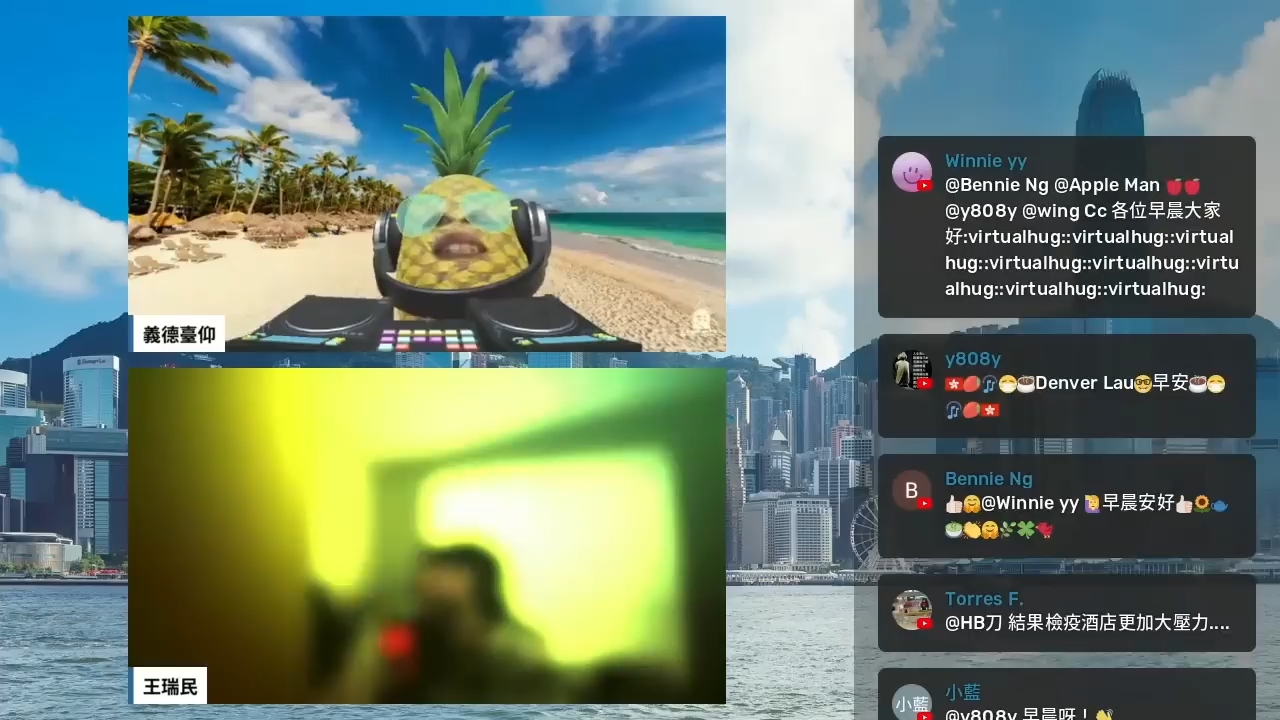 義德臺仰
王瑞民
Winnie yy
@Bennie Ng @Apple Man 🍎🍎
@y808y @wing Cc 各位早晨大家
好:virtualhug::virtualhug::virtual
hug::virtualhug::virtualhug::virtu
alhug::virtualhug::virtualhug:
y808y
Denver Lau🤓早安
B
Bennie Ng
@Winnie yy 早晨安好
Torres F.
@HB刀 結果檢疫酒店更加大壓力....
小藍
小藍
@y808y 早晨呀！